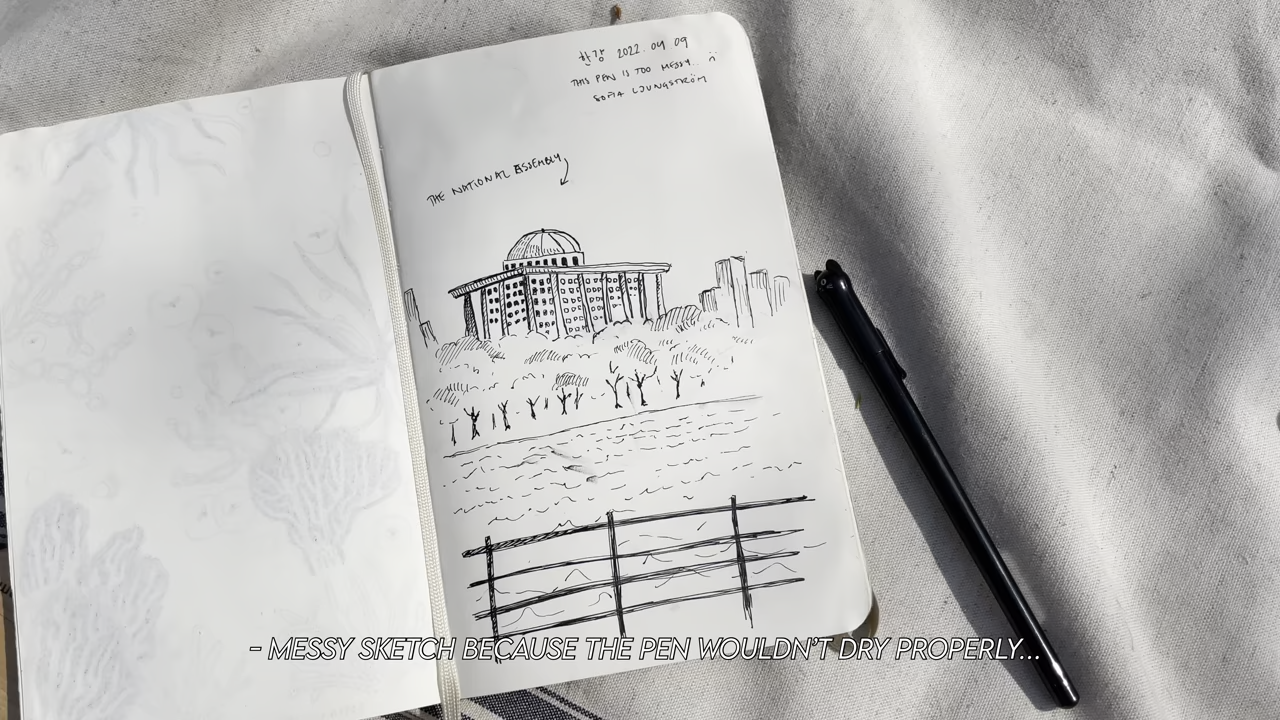 한강 2022.04.09
THIS PEN IS TOO MESSY..
SOFIA LJUNGSTRÖM
THE NATIONAL ASSEMBLY
- MESSY SKETCH BECAUSE THE PEN WOULDN'T DRY PROPERLY...